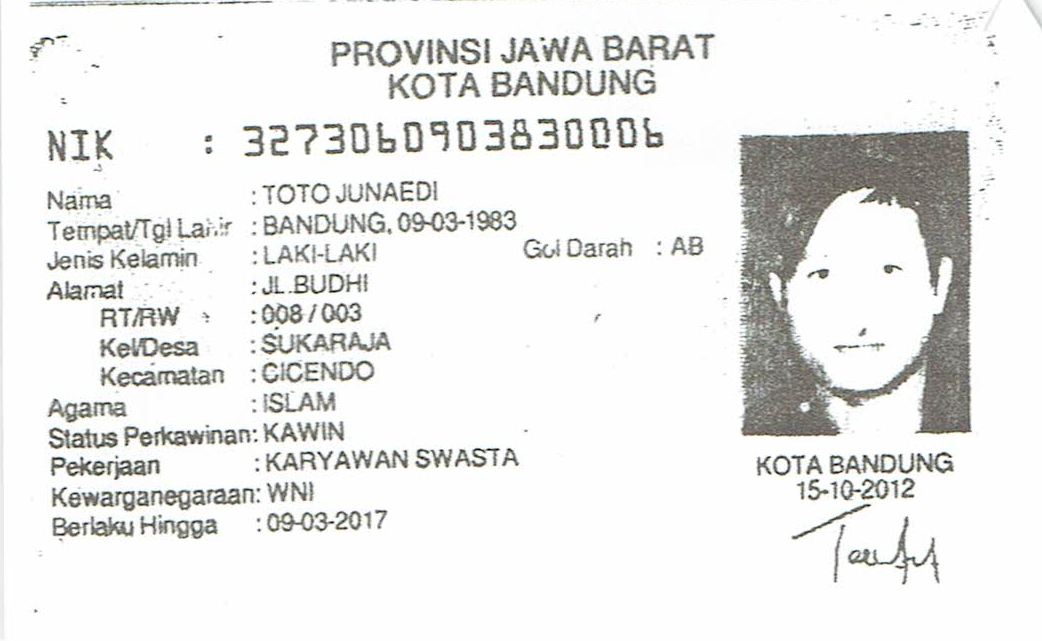 PROVINSI JAWA BARAT
KOTA BANDUNG
NIK : 3273060903830006
Nama : TOTO JUNAEDI
Tempat/Tgl Lahir : BANDUNG, 09-03-1983
Jenis Kelamin : LAKI-LAKI Gol Darah : AB
Alamat : JL.BUDHI
RT/RW : 008 / 003
Kel/Desa : SUKARAJA
Kecamatan : CICENDO
Agama : ISLAM
Status Perkawinan: KAWIN
Pekerjaan : KARYAWAN SWASTA
Kewarganegaraan: WNI
Berlaku Hingga : 09-03-2017
KOTA BANDUNG
15-10-2012